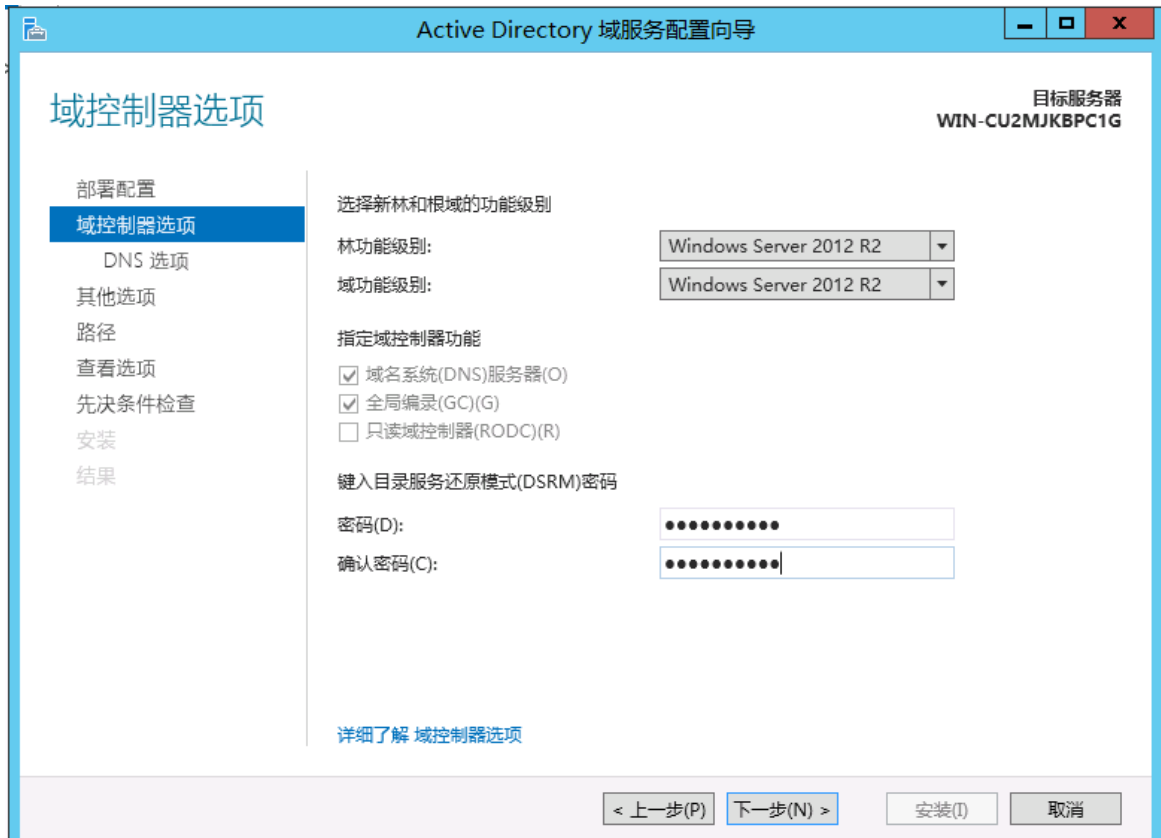 Active Directory 域服务配置向导
域控制器选项
目标服务器
WIN-CU2MJKBPC1G
部署配置
域控制器选项
DNS 选项
其他选项
路径
查看选项
先决条件检查
安装
结果
选择新林和根域的功能级别
林功能级别: Windows Server 2012 R2
域功能级别: Windows Server 2012 R2
指定域控制器功能
域名系统(DNS)服务器(O)
全局编录(GC)(G)
只读域控制器(RODC)(R)
键入目录服务还原模式(DSRM)密码
密码(D): ●●●●●●●●●●
确认密码(C): ●●●●●●●●●●
详细了解 域控制器选项
< 上一步(P) 下一步(N) > 安装(I) 取消